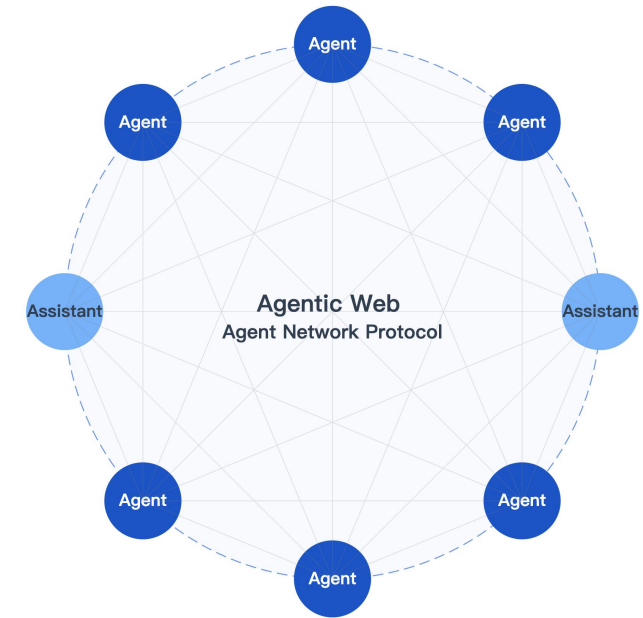 Agent
Agent
Agent
Assistant
Agentic Web
Agent Network Protocol
Assistant
Agent
Agent
Agent